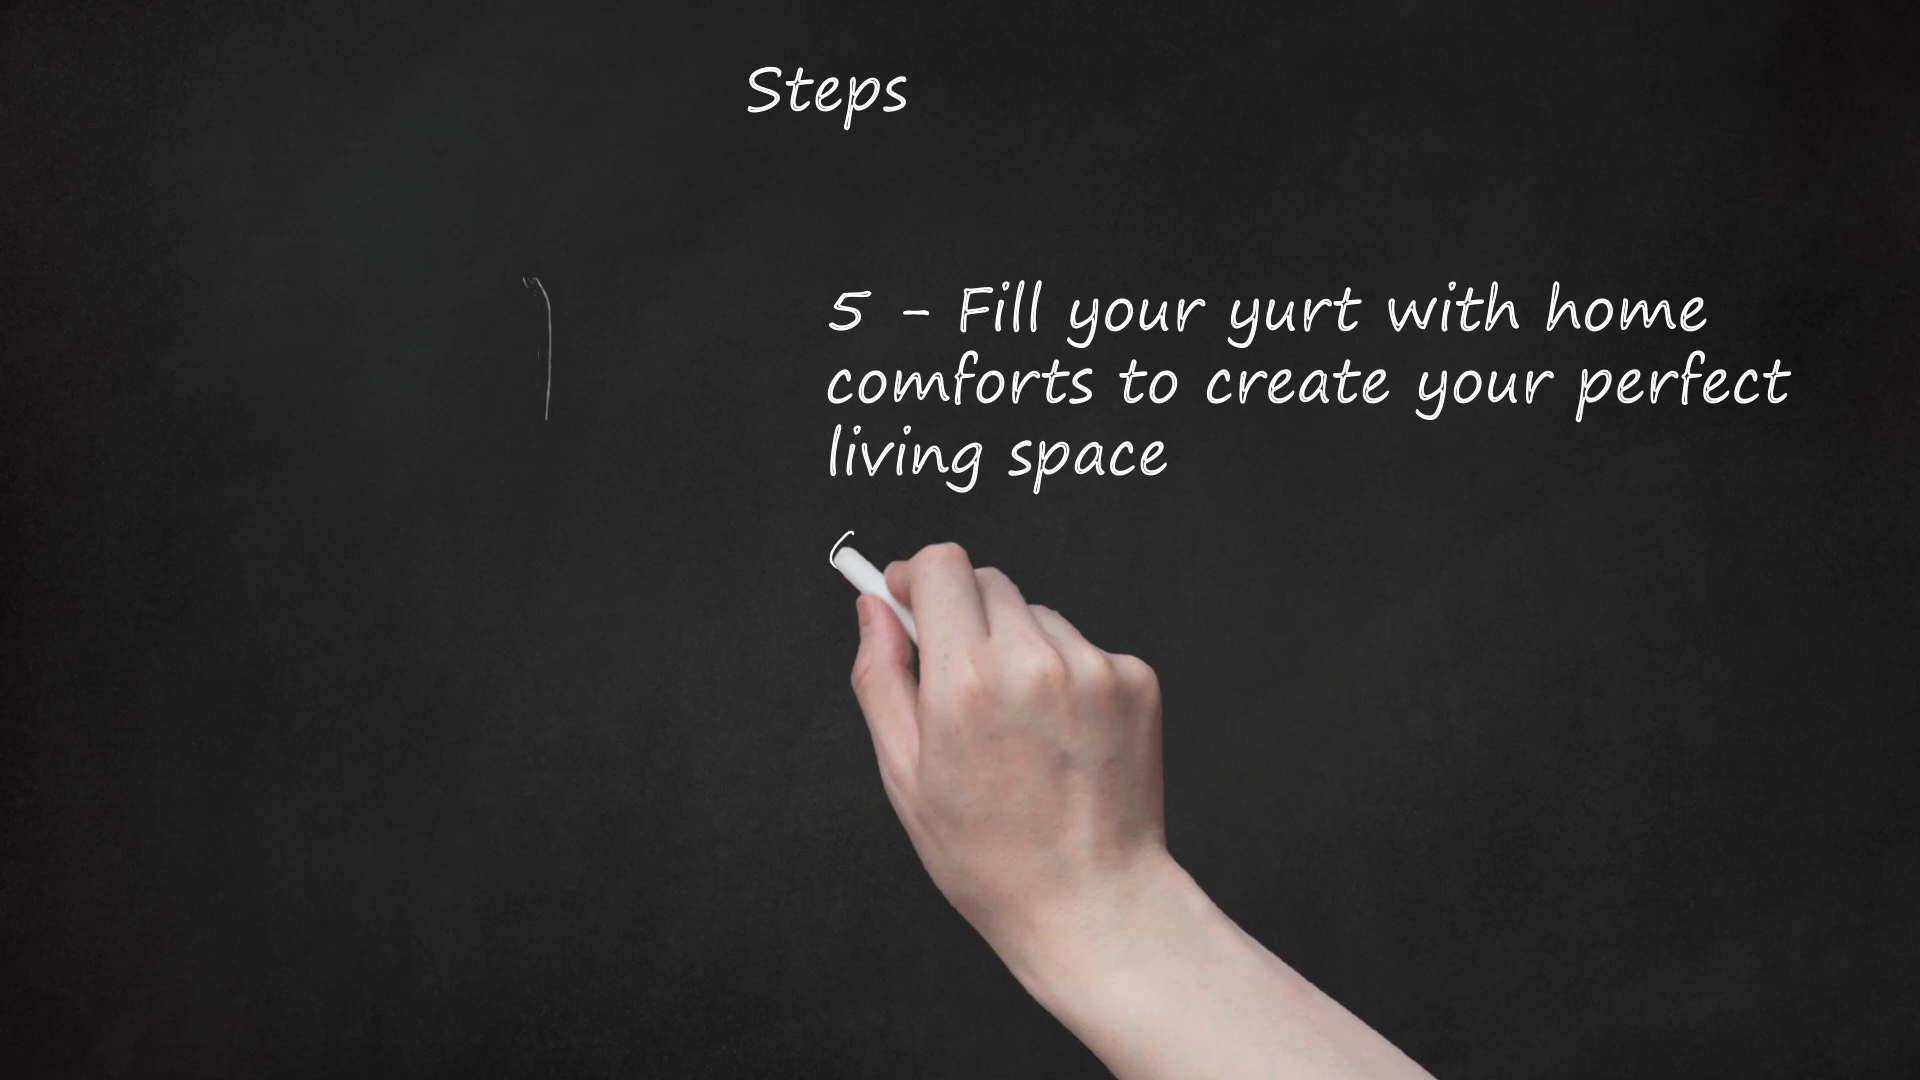 Steps
5 - Fill your yurt with home
comforts to create your perfect
living space